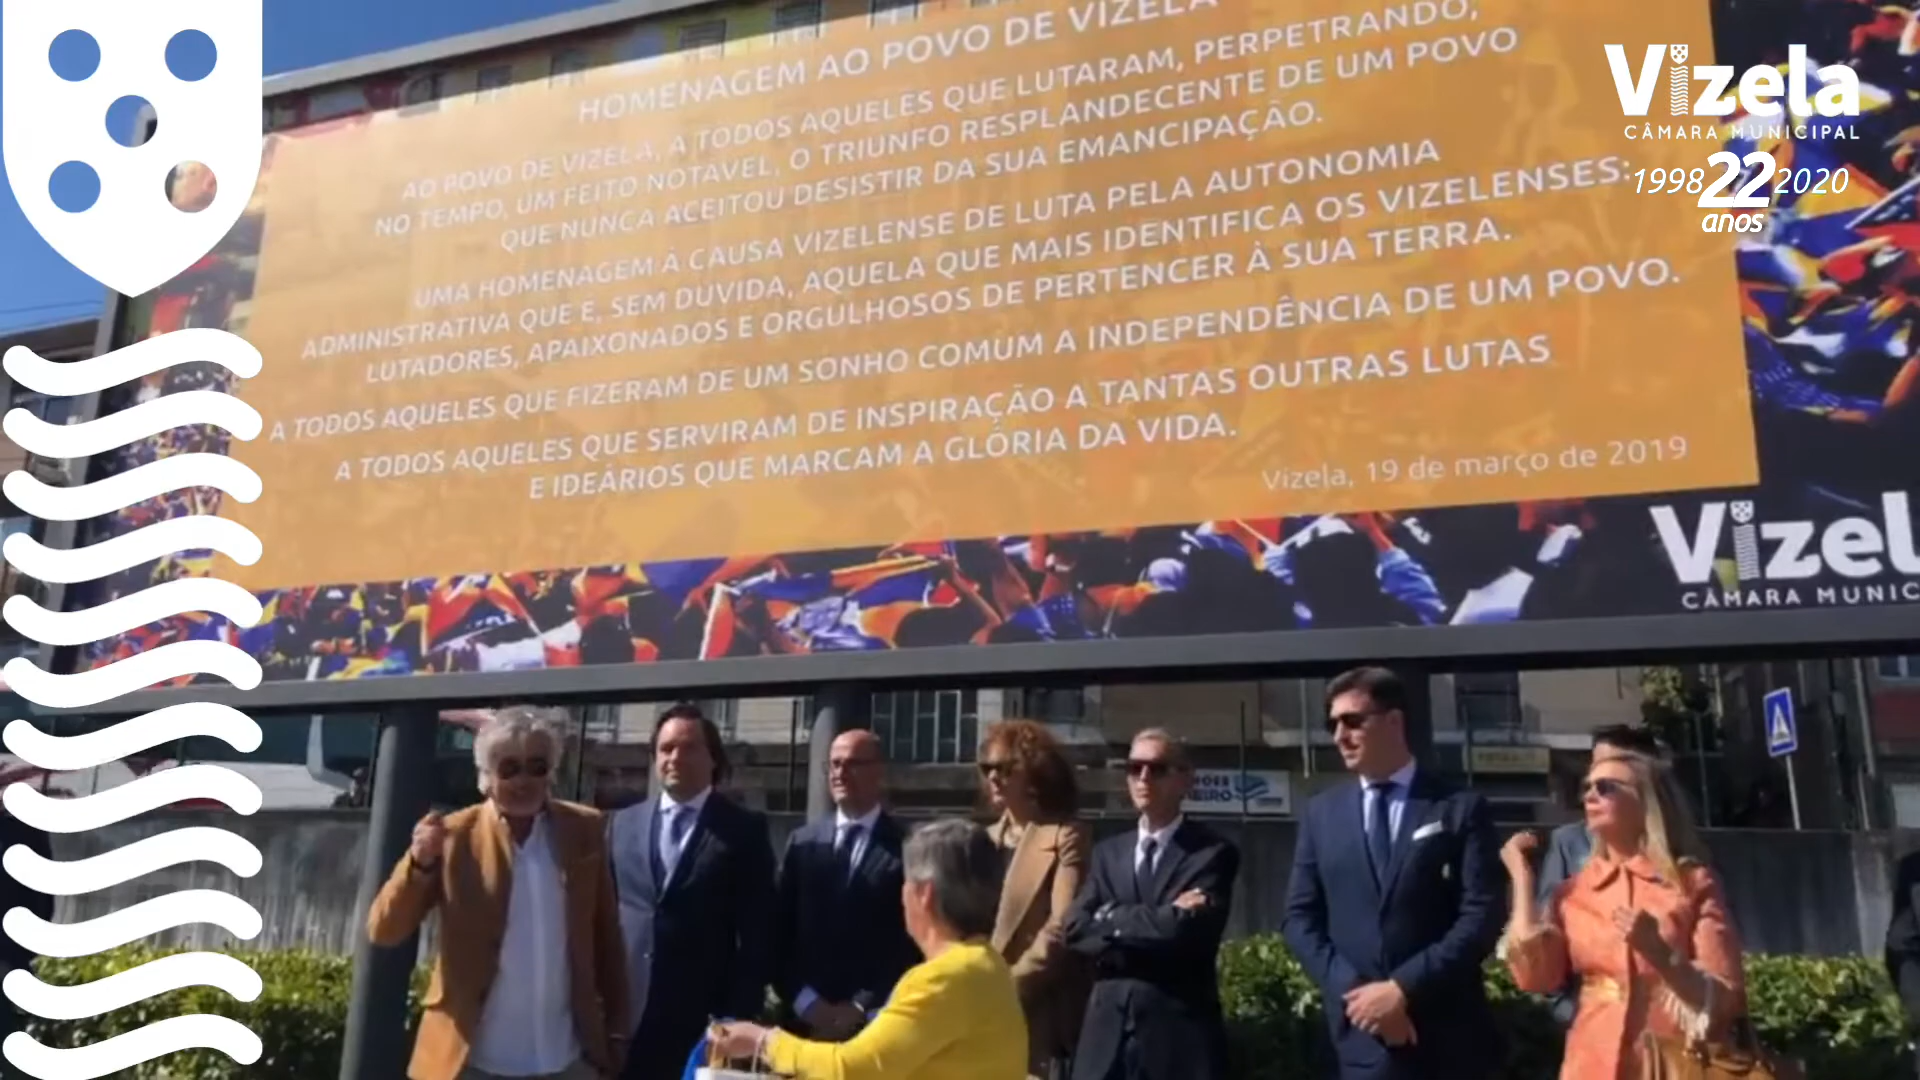 HOMENAGEM AO POVO DE VIZELA
AO POVO DE VIZELA, A TODOS AQUELES QUE LUTARAM, PERPETRANDO,
NO TEMPO, UM FEITO NOTÁVEL, O TRIUNFO RESPLANDECENTE DE UM POVO
QUE NUNCA ACEITOU DESISTIR DA SUA EMANCIPAÇÃO.
UMA HOMENAGEM À CAUSA VIZELENSE DE LUTA PELA AUTONOMIA
ADMINISTRATIVA QUE É, SEM DÚVIDA, AQUELA QUE MAIS IDENTIFICA OS VIZELENSES:
LUTADORES, APAIXONADOS E ORGULHOSOS DE PERTENCER À SUA TERRA.
A TODOS AQUELES QUE FIZERAM DE UM SONHO COMUM A INDEPENDÊNCIA DE UM POVO.
A TODOS AQUELES QUE SERVIRAM DE INSPIRAÇÃO A TANTAS OUTRAS LUTAS
E IDEÁRIOS QUE MARCAM A GLÓRIA DA VIDA.
Vizela, 19 de março de 2019
Vizel
CÂMARA MUNIC
Vizela
CÂMARA MUNICIPAL
1998 22 2020
anos